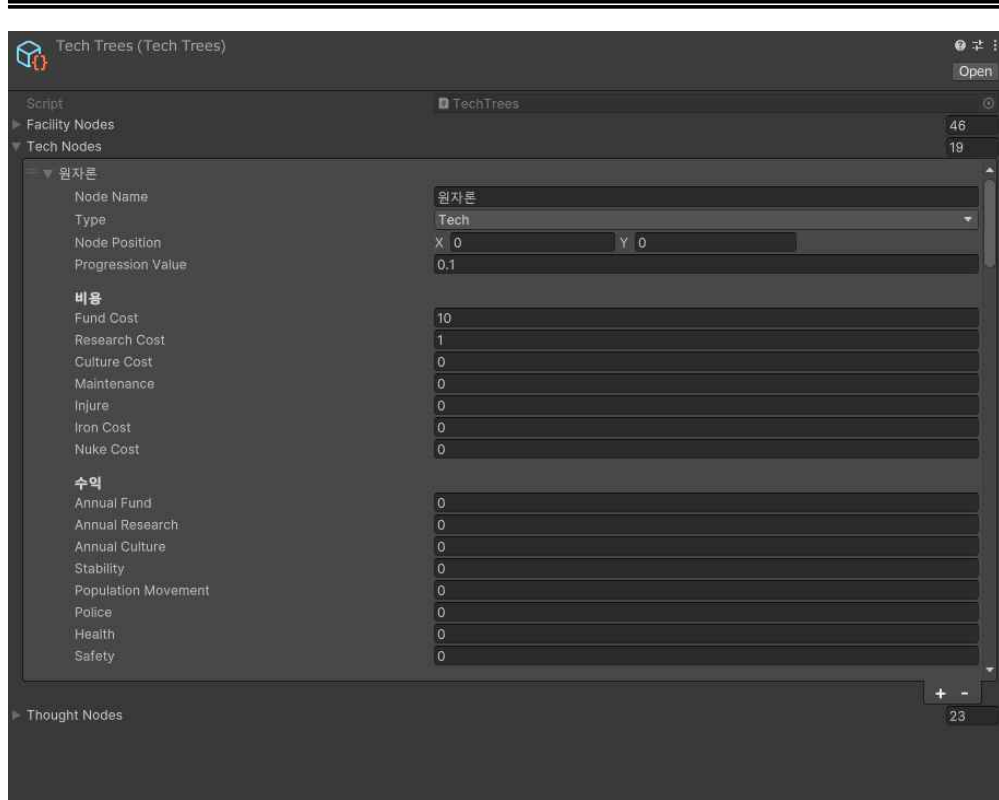 Tech Trees (Tech Trees)
Open
Script TechTrees
Facility Nodes 46
Tech Nodes 19
원자론
Node Name 원자론
Type Tech
Node Position X 0 Y 0
Progression Value 0.1
비용
Fund Cost 10
Research Cost 1
Culture Cost 0
Maintenance 0
Injure 0
Iron Cost 0
Nuke Cost 0
수익
Annual Fund 0
Annual Research 0
Annual Culture 0
Stability 0
Population Movement 0
Police 0
Health 0
Safety 0
+ -
Thought Nodes 23